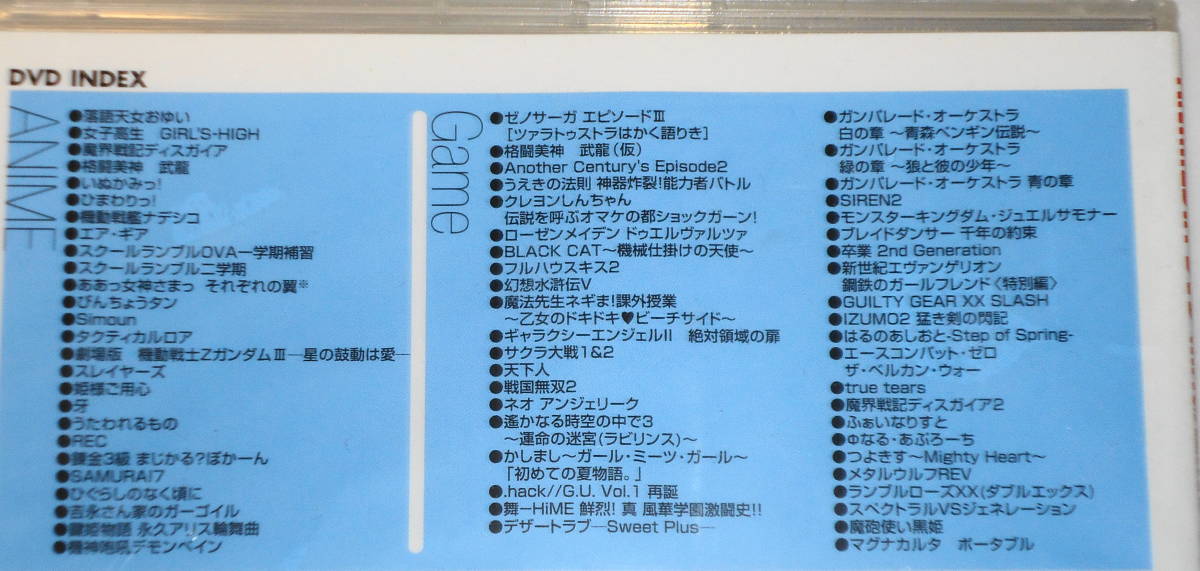 DVD INDEX
ANIME
●落語天女おゆい
●女子高生 GIRL'S-HIGH
●魔界戦記ディスガイア
●格闘美神 武龍
●いぬかみっ!
●ひまわりっ!
●機動戦艦ナデシコ
●エア・ギア
●スクールランブルOVA一学期補習
●スクールランブル二学期
●ああっ女神さまっ それぞれの翼※
●びんちょうタン
●Simoun
●タクティカルロア
●劇場版 機動戦士ZガンダムⅢ―星の鼓動は愛―
●スレイヤーズ
●姫様ご用心
●牙
●うたわれるもの
●REC
●錬金3級 まじかる?ぽかーん
●SAMURAI7
●ひぐらしのなく頃に
●吉永さん家のガーゴイル
●鍵姫物語 永久アリス輪舞曲
●機神咆吼デモンベイン
Game
●ゼノサーガ エピソードⅢ
[ツァラトゥストラはかく語りき]
●格闘美神 武龍(仮)
●Another Century's Episode2
●うえきの法則 神器炸裂!能力者バトル
●クレヨンしんちゃん
伝説を呼ぶオマケの都ショックガーン!
●ローゼンメイデン ドゥエルヴァルツァ
●BLACK CAT～機械仕掛けの天使～
●フルハウスキス2
●幻想水滸伝V
●魔法先生ネギま!課外授業
～乙女のドキドキ♥ビーチサイド～
●ギャラクシーエンジェルII 絶対領域の扉
●サクラ大戦1&2
●天下人
●戦国無双2
●ネオ アンジェリーク
●遙かなる時空の中で3
～運命の迷宮(ラビリンス)～
●かしまし～ガール・ミーツ・ガール～
「初めての夏物語。」
●.hack//G.U. Vol.1 再誕
●舞-HiME 鮮烈! 真 風華学園激闘史!!
●デザートラブ―Sweet Plus―
●ガンパレード・オーケストラ
白の章 ～青森ペンギン伝説～
●ガンパレード・オーケストラ
緑の章 ～狼と彼の少年～
●ガンパレード・オーケストラ 青の章
●SIREN2
●モンスターキングダム・ジュエルサモナー
●ブレイドダンサー 千年の約束
●卒業 2nd Generation
●新世紀エヴァンゲリオン
鋼鉄のガールフレンド〈特別編〉
●GUILTY GEAR XX SLASH
●IZUMO2 猛き剣の閃記
●はるのあしおと-Step of Spring-
●エースコンバット・ゼロ
ザ・ベルカン・ウォー
●true tears
●魔界戦記ディスガイア2
●ふぁいなりすと
●φなる・あぷろーち
●つよきす～Mighty Heart～
●メタルウルフREV
●ランブルローズXX(ダブルエックス)
●スペクトラルVSジェネレーション
●魔砲使い黒姫
●マグナカルタ ポータブル